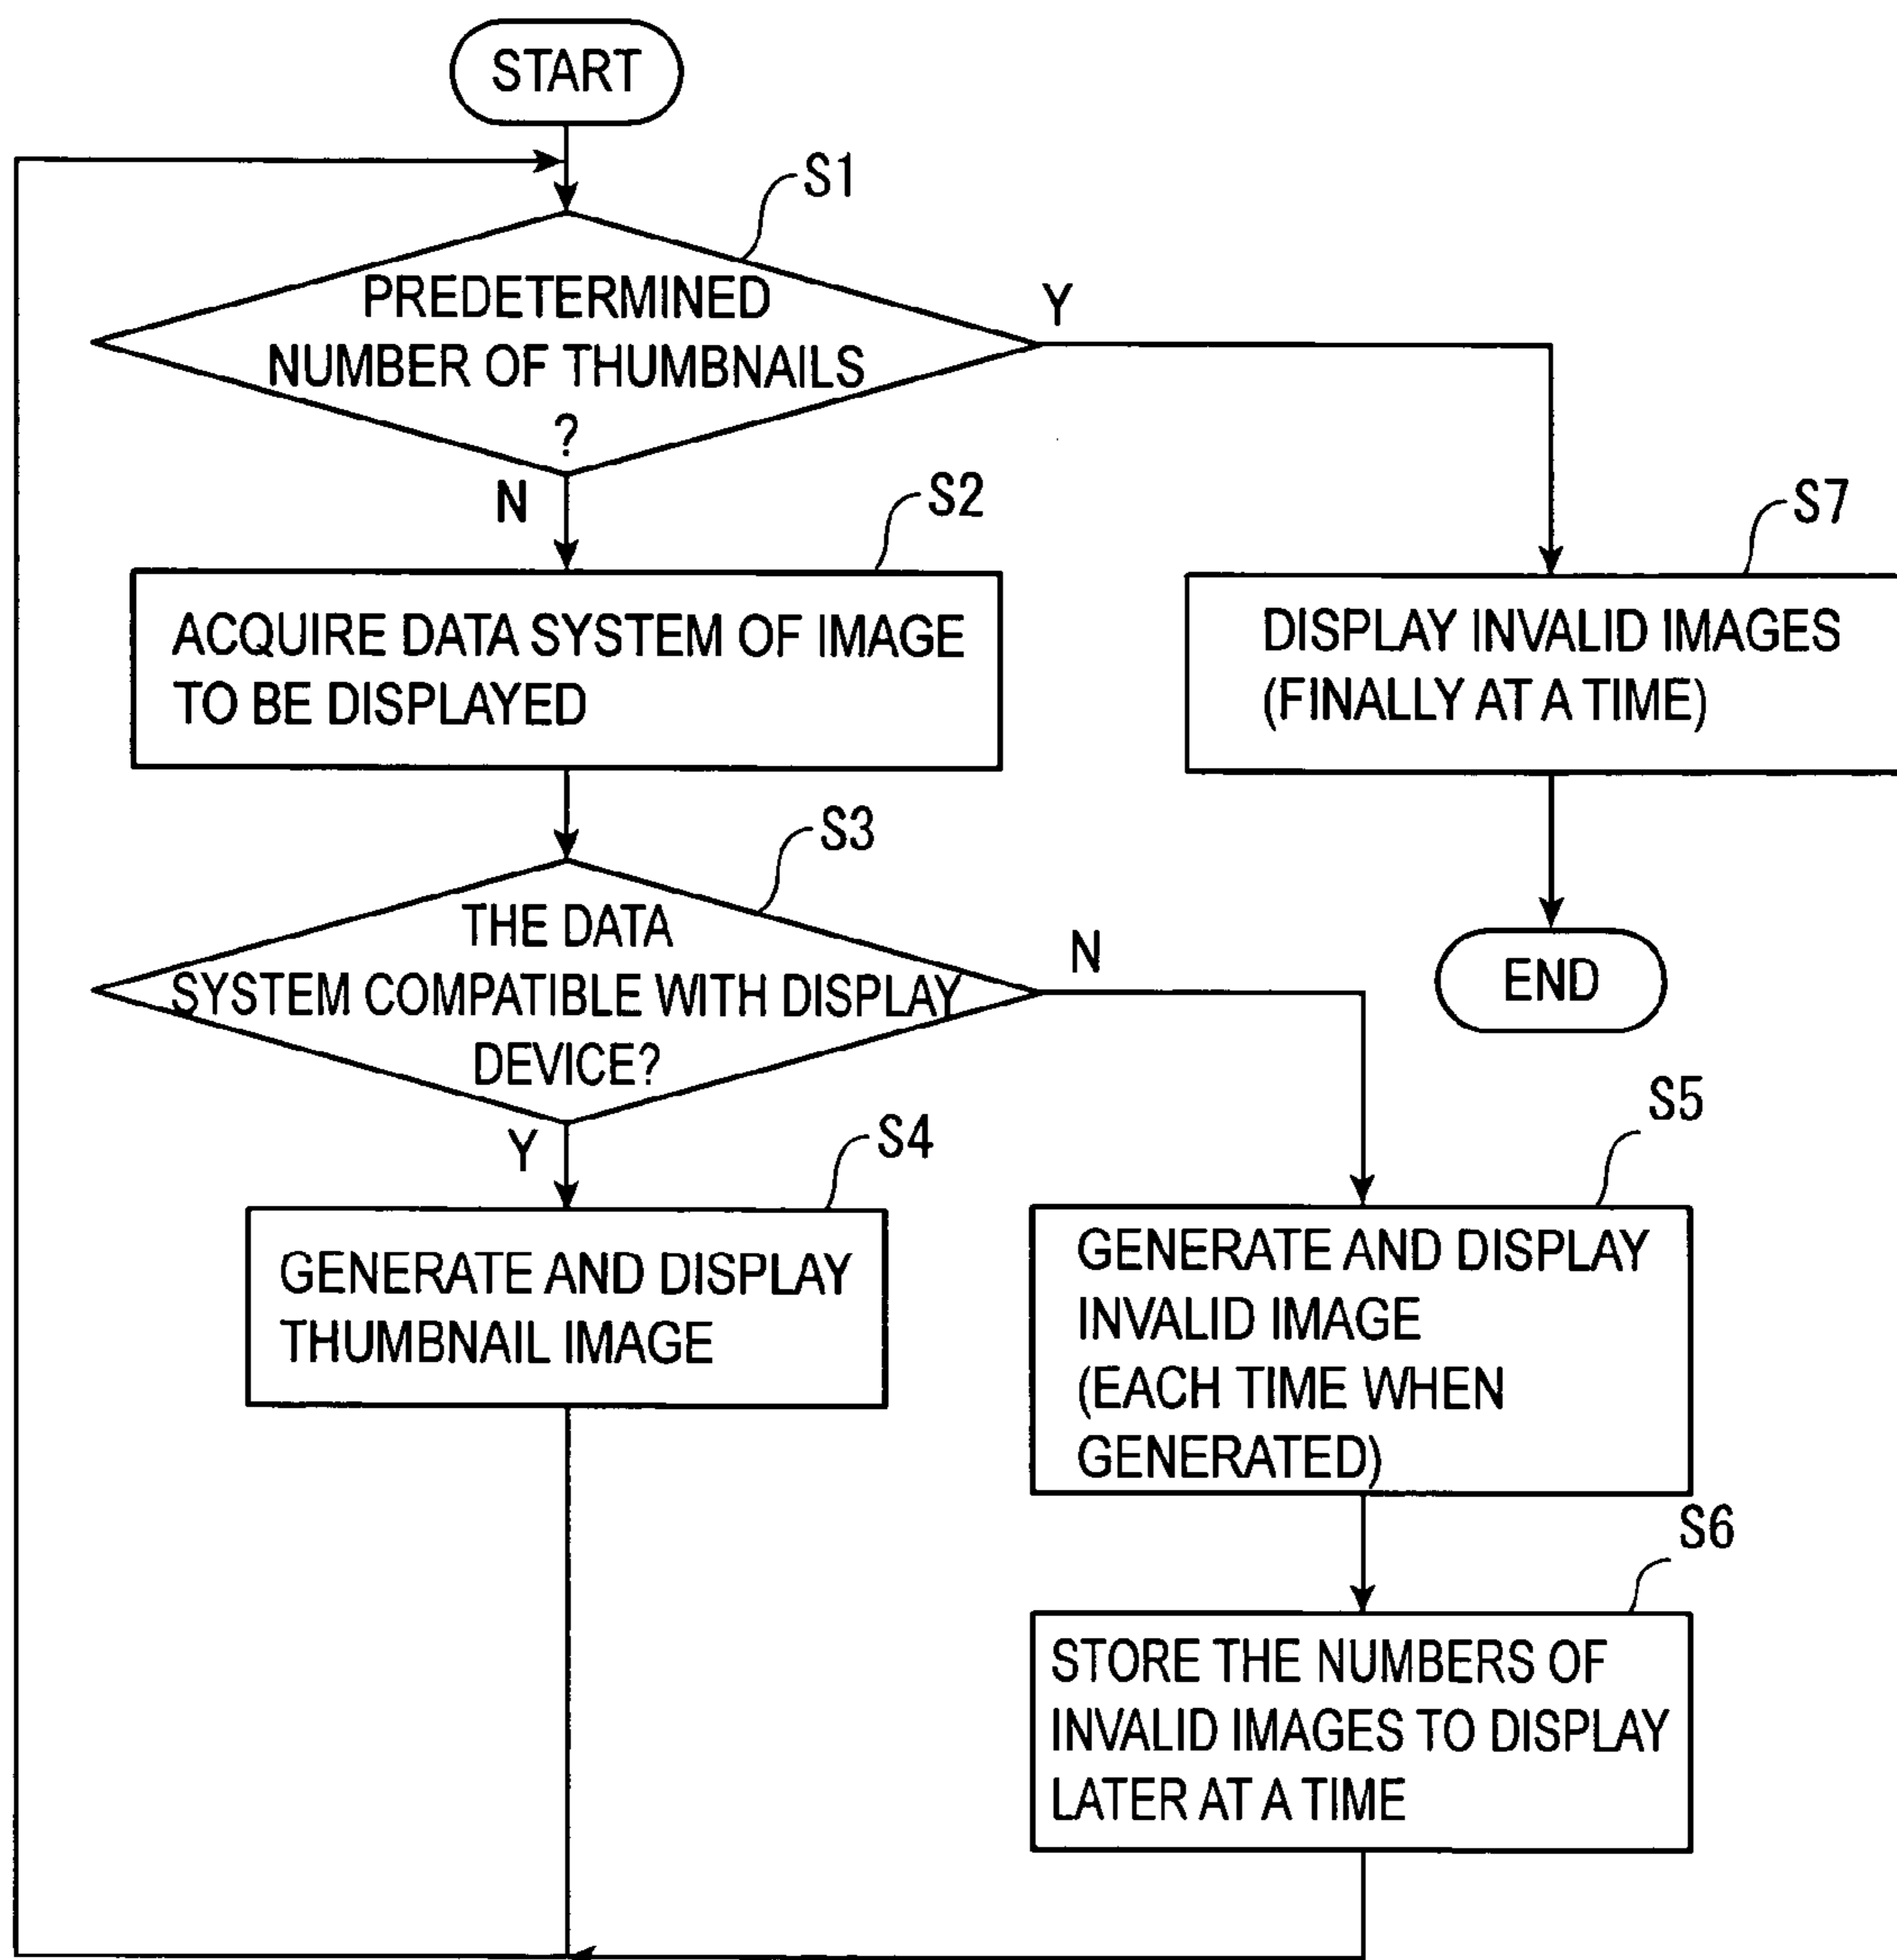 START
S1
PREDETERMINED
NUMBER OF THUMBNAILS
?
Y
N
S2
ACQUIRE DATA SYSTEM OF IMAGE
TO BE DISPLAYED
S7
DISPLAY INVALID IMAGES
(FINALLY AT A TIME)
END
S3
THE DATA
SYSTEM COMPATIBLE WITH DISPLAY
DEVICE?
N
Y
S4
GENERATE AND DISPLAY
THUMBNAIL IMAGE
S5
GENERATE AND DISPLAY
INVALID IMAGE
(EACH TIME WHEN
GENERATED)
S6
STORE THE NUMBERS OF
INVALID IMAGES TO DISPLAY
LATER AT A TIME